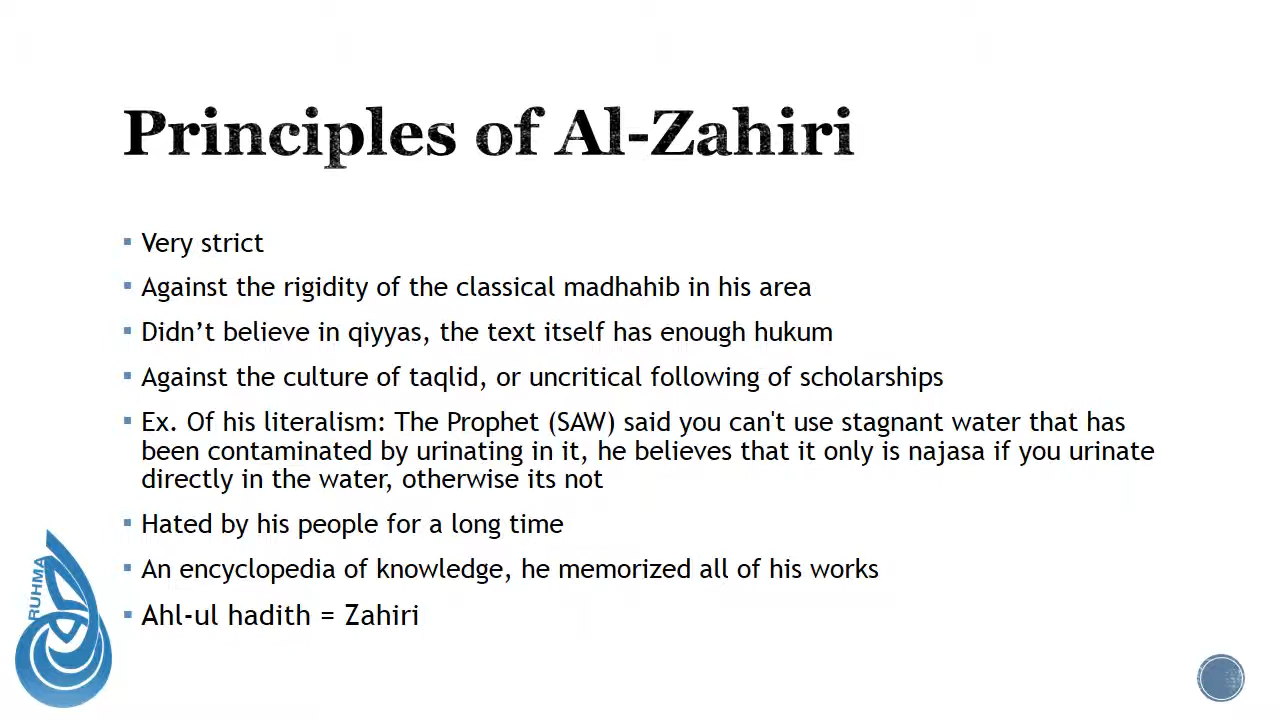 Principles of Al-Zahiri
▪ Very strict
▪ Against the rigidity of the classical madhahib in his area
▪ Didn’t believe in qiyyas, the text itself has enough hukum
▪ Against the culture of taqlid, or uncritical following of scholarships
▪ Ex. Of his literalism: The Prophet (SAW) said you can't use stagnant water that has
been contaminated by urinating in it, he believes that it only is najasa if you urinate
directly in the water, otherwise its not
▪ Hated by his people for a long time
▪ An encyclopedia of knowledge, he memorized all of his works
▪ Ahl-ul hadith = Zahiri
RUHMA